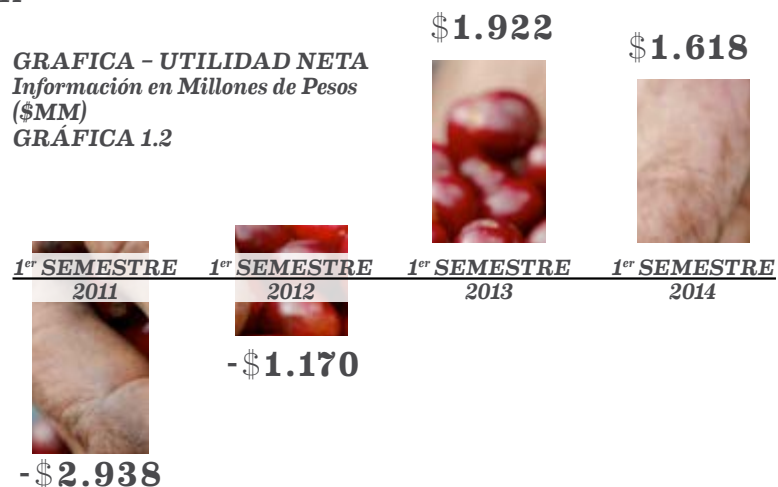 $1.922
$1.618
GRAFICA – UTILIDAD NETA
Información en Millones de Pesos
($MM)
GRÁFICA 1.2
1er SEMESTRE 1er SEMESTRE 1er SEMESTRE 1er SEMESTRE
2011 2012 2013 2014
-$1.170
-$2.938